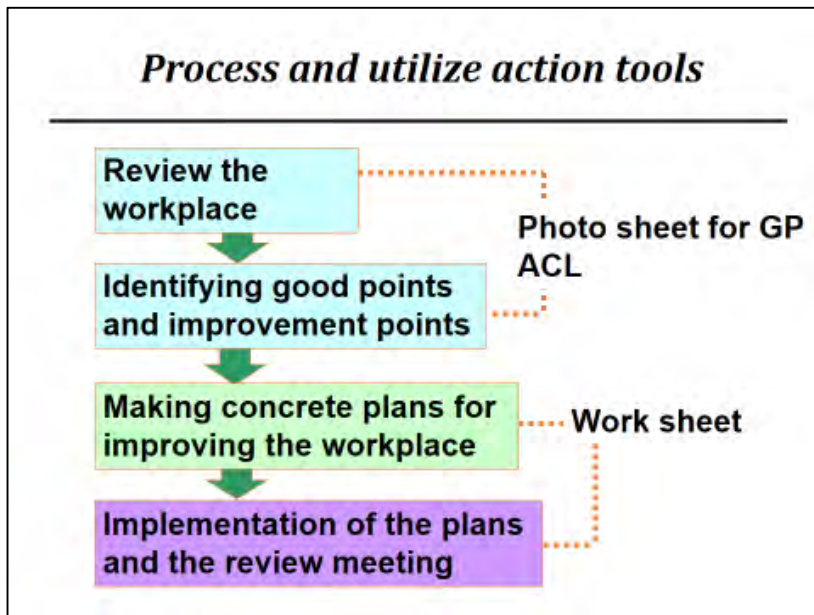 Process and utilize action tools
Review the
workplace
Photo sheet for GP
ACL
Identifying good points
and improvement points
Making concrete plans for
improving the workplace
Work sheet
Implementation of the plans
and the review meeting